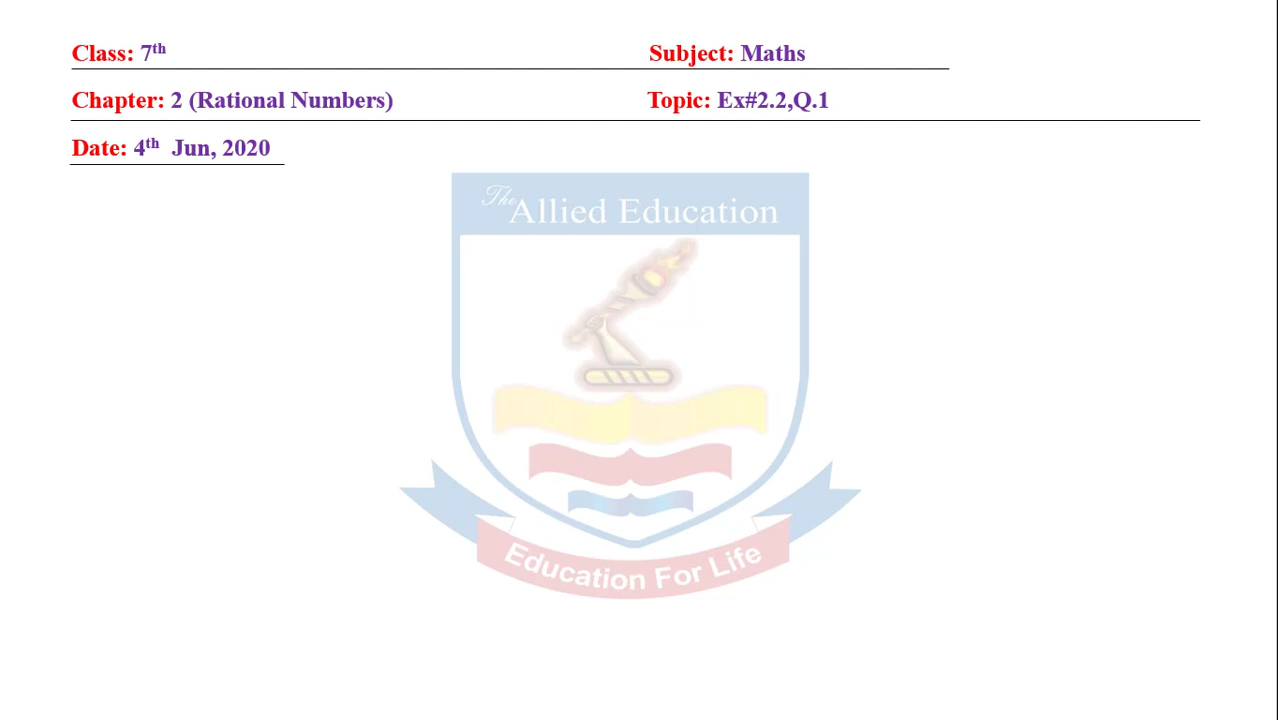 Class: 7th Subject: Maths
Chapter: 2 (Rational Numbers) Topic: Ex#2.2,Q.1
Date: 4th Jun, 2020
The Allied Education
Education For Life